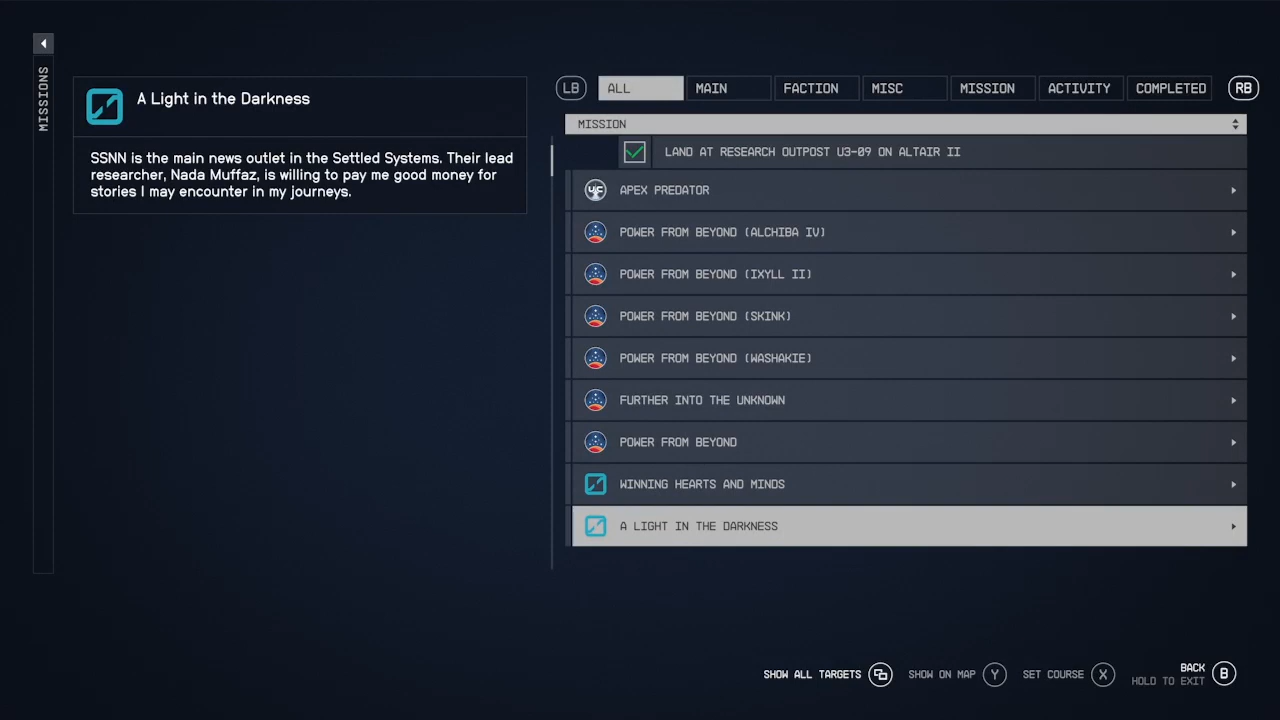 MISSIONS
A Light in the Darkness
SSNN is the main news outlet in the Settled Systems. Their lead
researcher, Nada Muffaz, is willing to pay me good money for
stories I may encounter in my journeys.
LB ALL MAIN FACTION MISC MISSION ACTIVITY COMPLETED RB
MISSION
LAND AT RESEARCH OUTPOST U3-09 ON ALTAIR II
UC APEX PREDATOR
POWER FROM BEYOND (ALCHIBA IV)
POWER FROM BEYOND (IXYLL II)
POWER FROM BEYOND (SKINK)
POWER FROM BEYOND (WASHAKIE)
FURTHER INTO THE UNKNOWN
POWER FROM BEYOND
WINNING HEARTS AND MINDS
A LIGHT IN THE DARKNESS
SHOW ALL TARGETS SHOW ON MAP Y SET COURSE X BACK B
HOLD TO EXIT